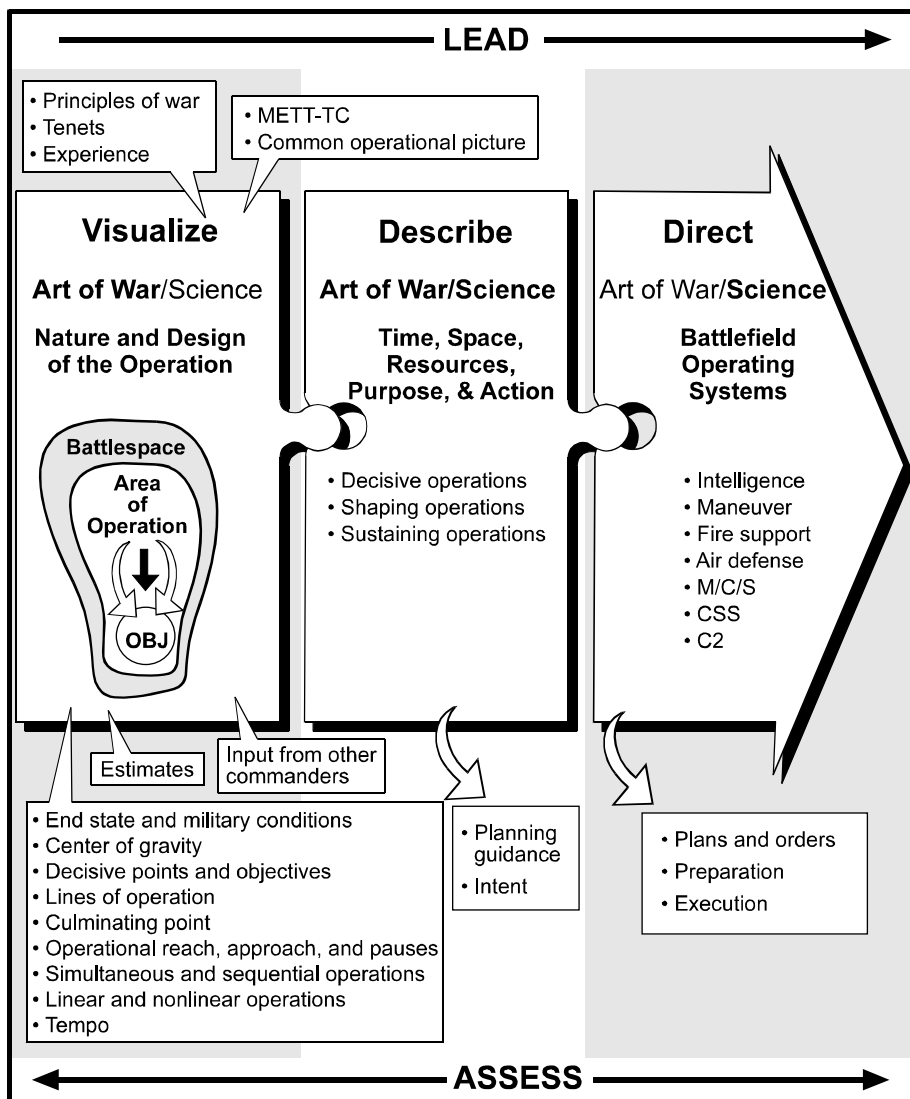 LEAD
• Principles of war
• Tenets
• Experience
• METT-TC
• Common operational picture
Visualize
Art of War/Science
Nature and Design
of the Operation
Battlespace
Area
of
Operation
OBJ
Describe
Art of War/Science
Time, Space,
Resources,
Purpose, & Action
• Decisive operations
• Shaping operations
• Sustaining operations
Direct
Art of War/Science
Battlefield
Operating
Systems
• Intelligence
• Maneuver
• Fire support
• Air defense
• M/C/S
• CSS
• C2
Estimates
Input from other
commanders
• End state and military conditions
• Center of gravity
• Decisive points and objectives
• Lines of operation
• Culminating point
• Operational reach, approach, and pauses
• Simultaneous and sequential operations
• Linear and nonlinear operations
• Tempo
• Planning
guidance
• Intent
• Plans and orders
• Preparation
• Execution
ASSESS